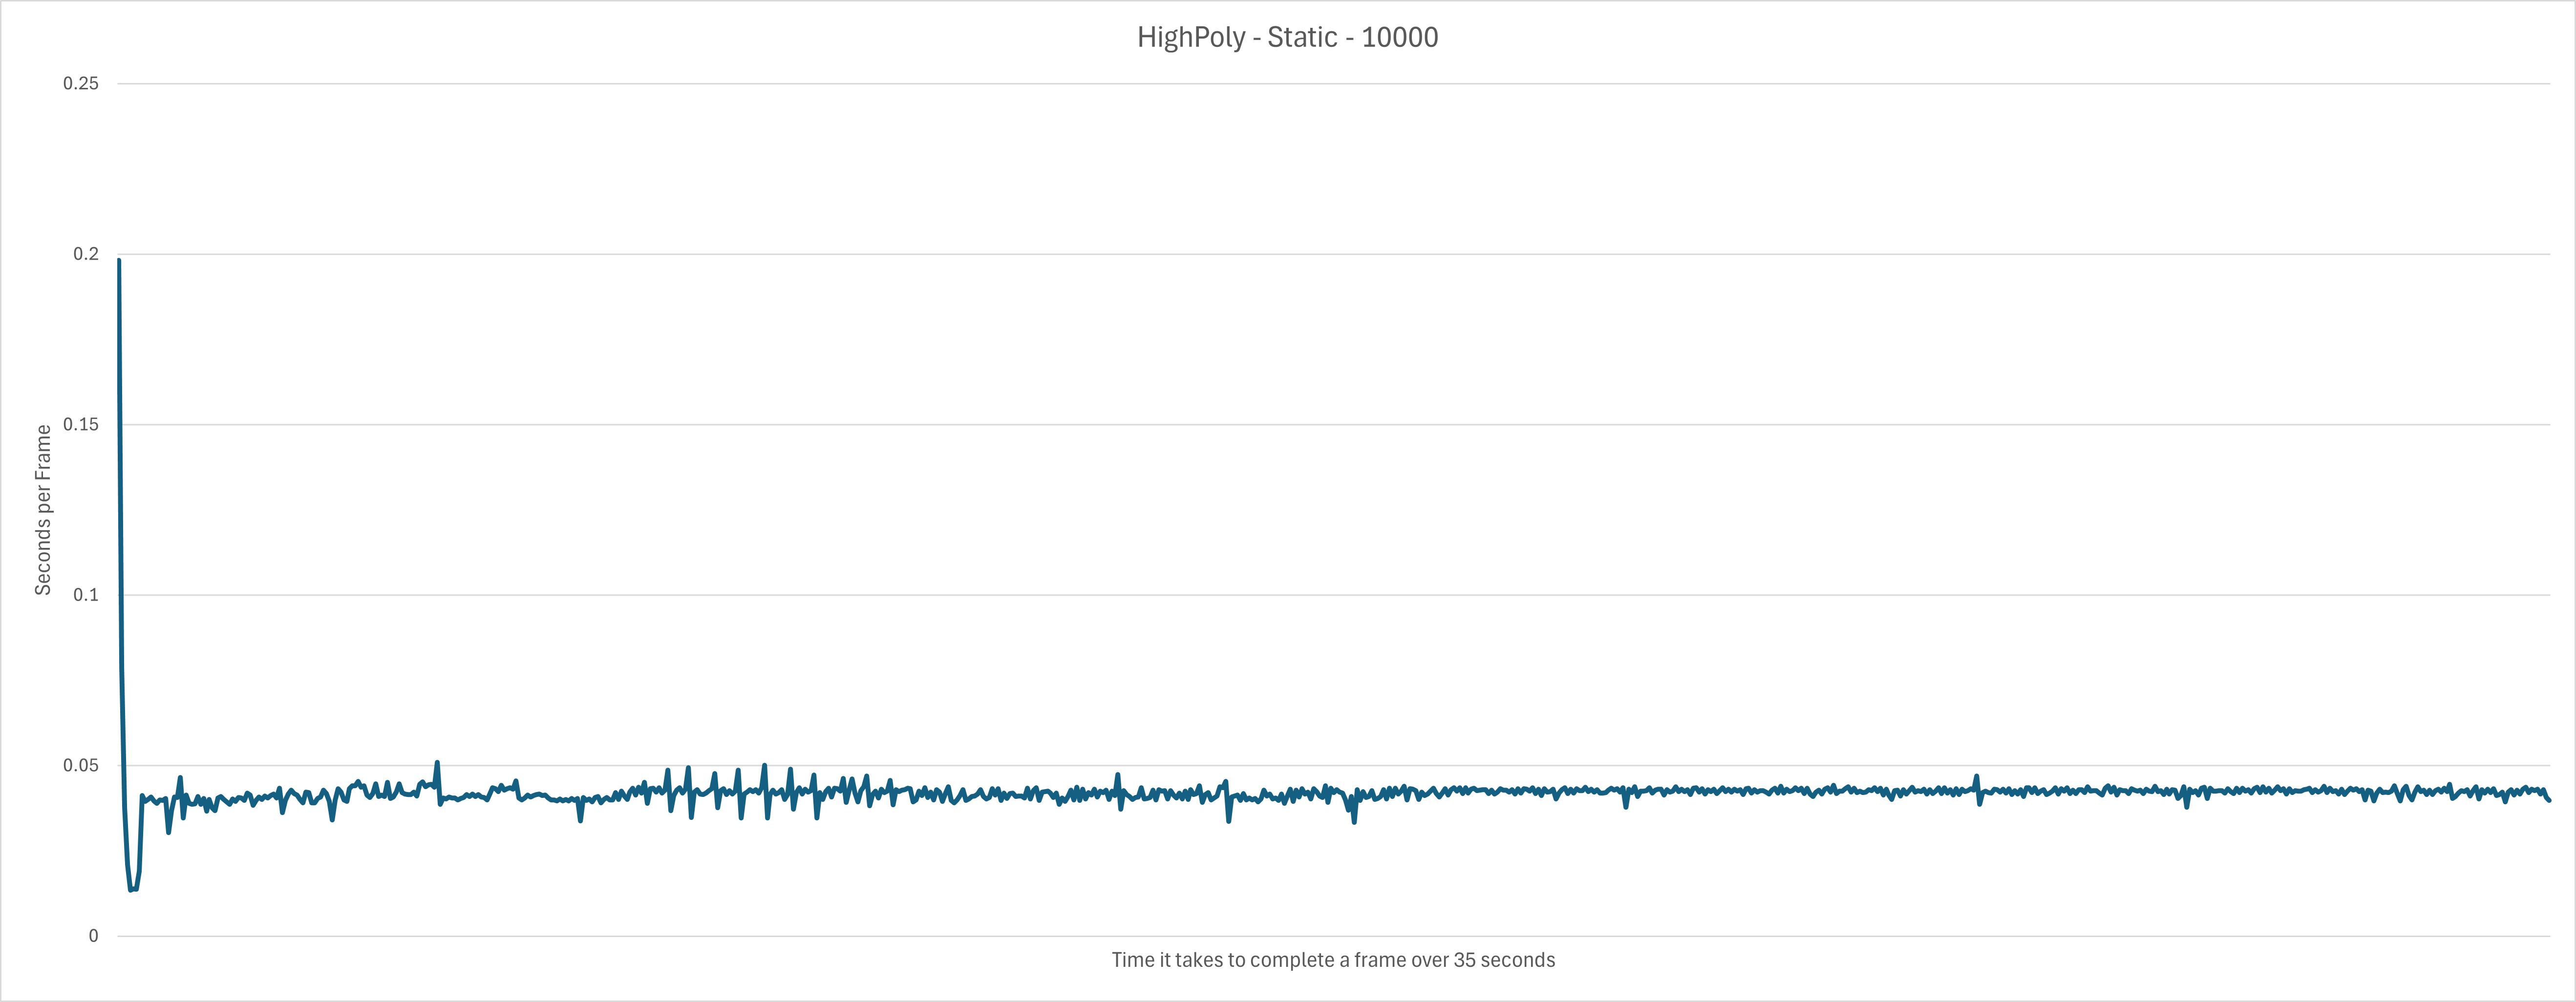 HighPoly - Static - 10000
0.25
0.2
0.15
0.1
0.05
0
Seconds per Frame
Time it takes to complete a frame over 35 seconds